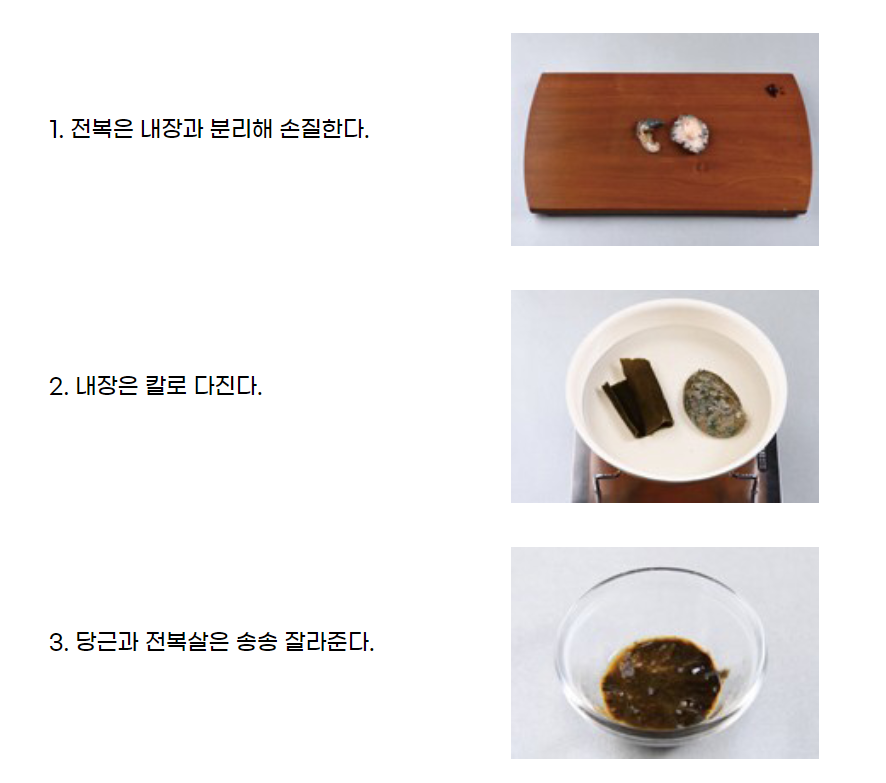 1. 전복은 내장과 분리해 손질한다.
2. 내장은 칼로 다진다.
3. 당근과 전복살은 송송 잘라준다.